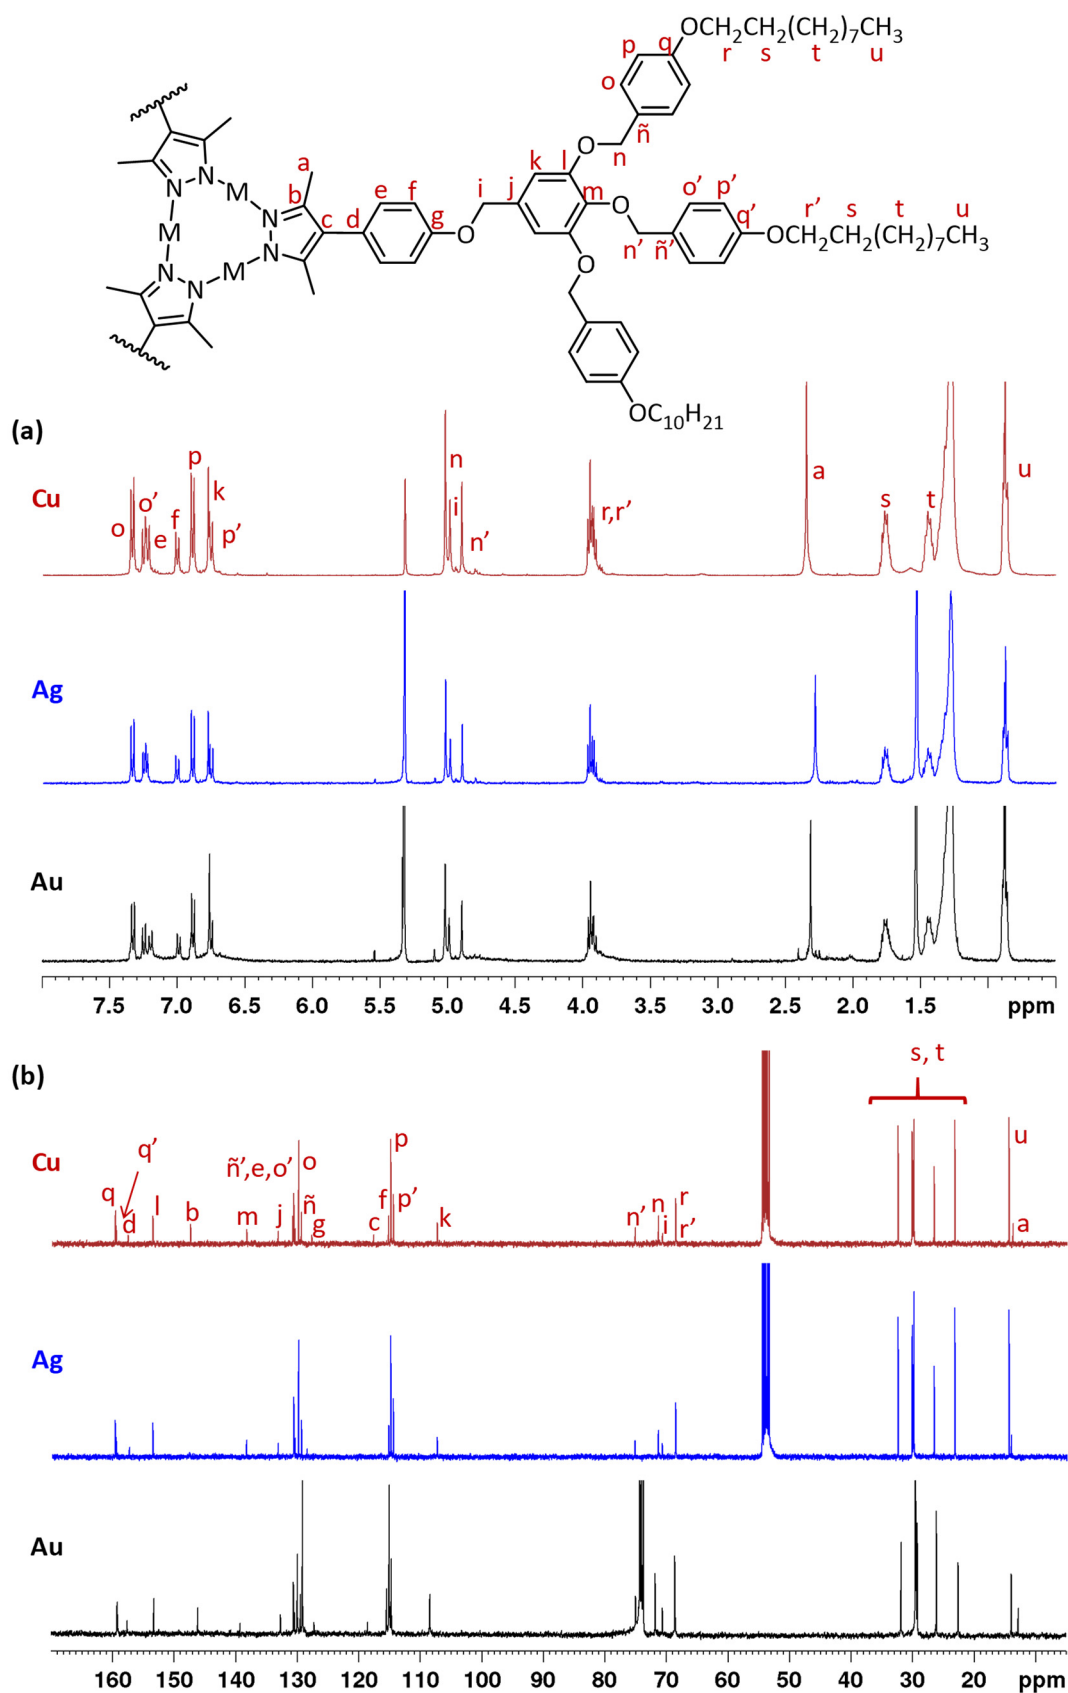 OCH2CH2(CH2)7CH3
p q r s t u
o
ñ
n
a k l O
N N M e f i j m o' p' r' s t u
N b c d g O O q' OCH2CH2(CH2)7CH3
M N n' ñ'
N N M O
OC10H21
(a)
Cu
o o' e f p k p' n i n' r,r' a s t u
Ag
Au
7.5 7.0 6.5 6.0 5.5 5.0 4.5 4.0 3.5 3.0 2.5 2.0 1.5 ppm
(b)
s, t
Cu
q q' d l b m j ñ',e,o' o ñ g c f p p' k n' n i r r' u a
Ag
Au
160 150 140 130 120 110 100 90 80 70 60 50 40 30 20 ppm